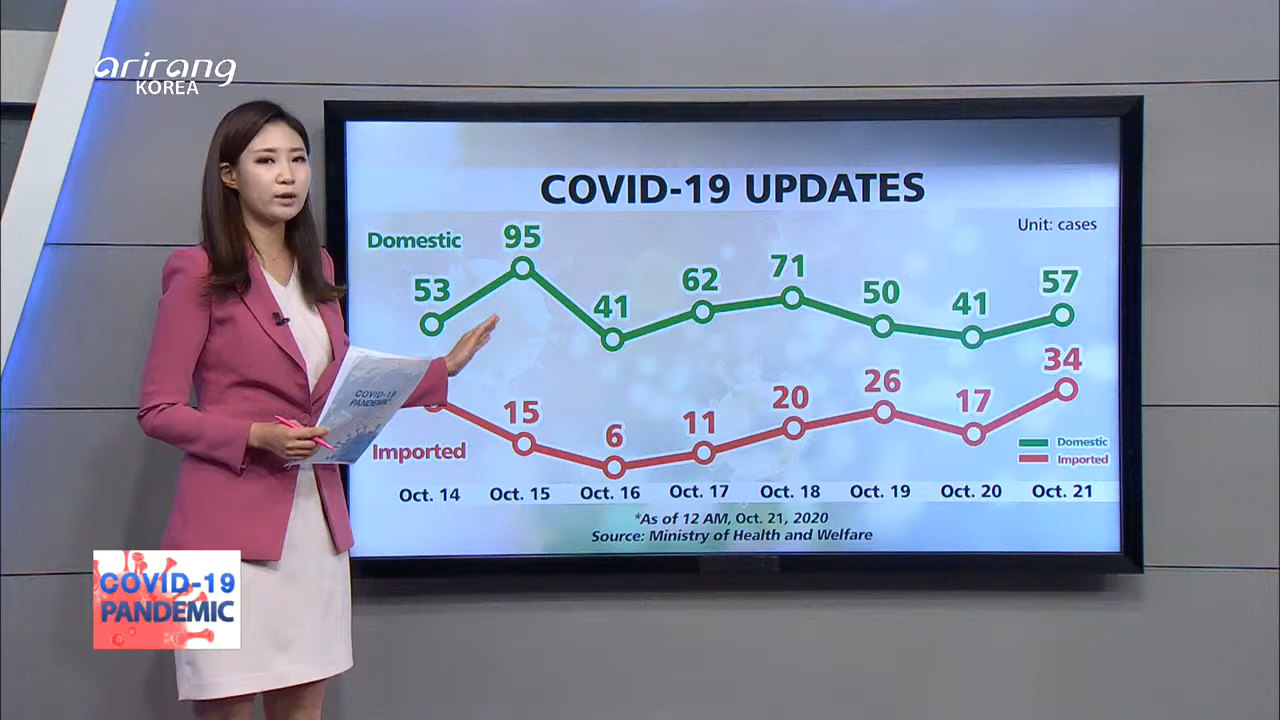 arirang
KOREA
COVID-19 UPDATES
Unit: cases
Domestic
53
95
41
62
71
50
41
57
15
6
11
20
26
17
34
Imported
Domestic
Imported
Oct. 14
Oct. 15
Oct. 16
Oct. 17
Oct. 18
Oct. 19
Oct. 20
Oct. 21
*As of 12 AM, Oct. 21, 2020
Source: Ministry of Health and Welfare
COVID-19
PANDEMIC
COVID-19
PANDEMIC